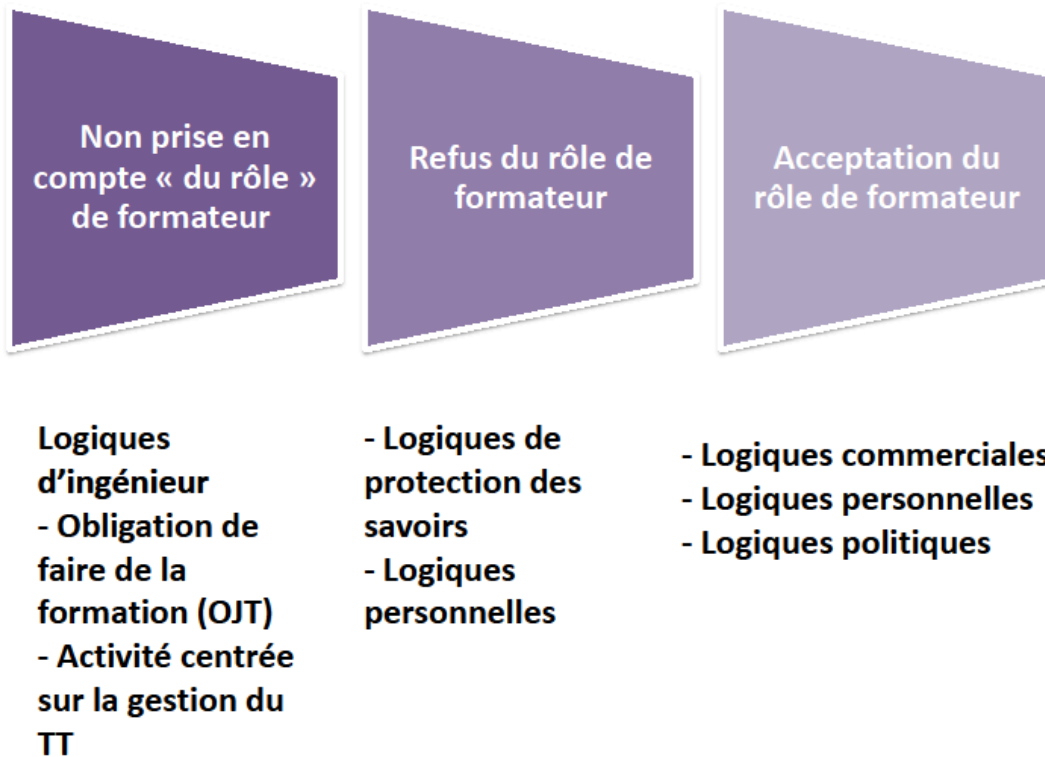 Non prise en
compte « du rôle »
de formateur
Refus du rôle de
formateur
Acceptation du
rôle de formateur
Logiques
d’ingénieur
- Obligation de
faire de la
formation (OJT)
- Activité centrée
sur la gestion du
TT
- Logiques de
protection des
savoirs
- Logiques
personnelles
- Logiques commerciales
- Logiques personnelles
- Logiques politiques